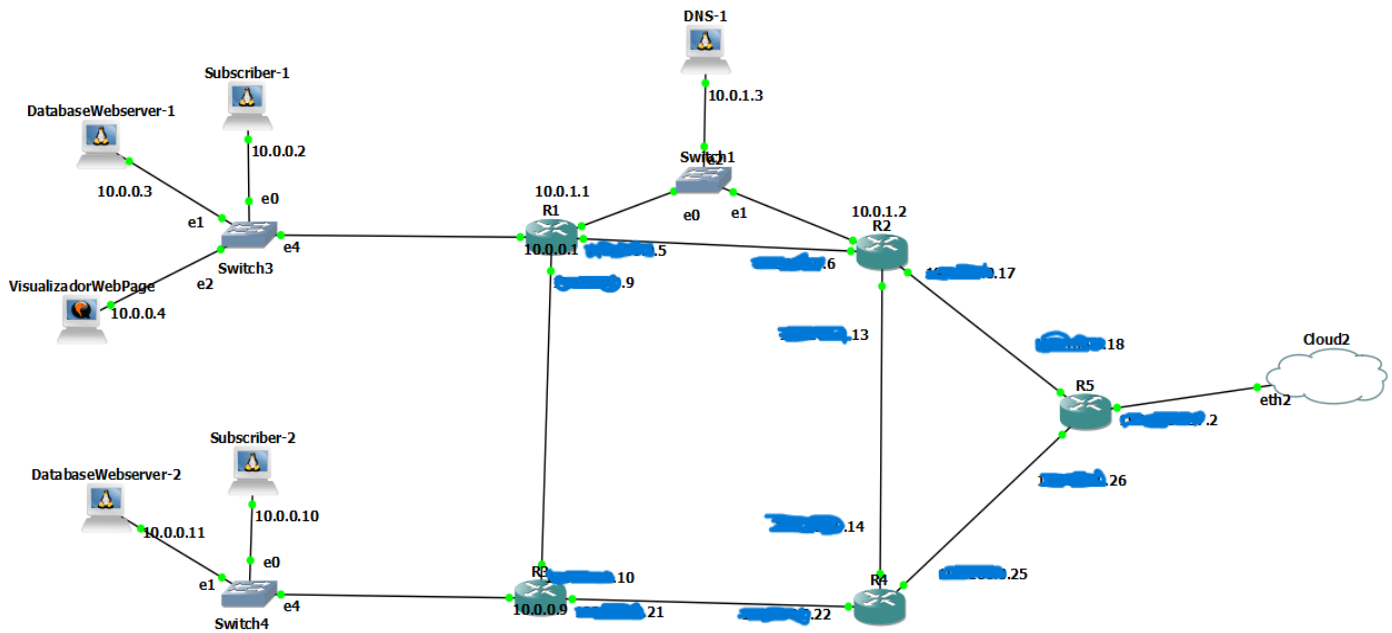 DNS-1
10.0.1.3
Subscriber-1
DatabaseWebserver-1
10.0.0.2
10.0.0.3
e0
e1
e4
Switch3
e2
VisualizadorWebPage
10.0.0.4
Switch1
e2
e0
e1
10.0.1.1
R1
10.0.0.1
.5
.9
10.0.1.2
R2
.6
.17
.13
.18
Cloud2
R5
eth2
.2
.26
Subscriber-2
DatabaseWebserver-2
10.0.0.10
10.0.0.11
e0
e1
e4
Switch4
.14
.25
R3
.10
10.0.0.9
.21
R4
.22